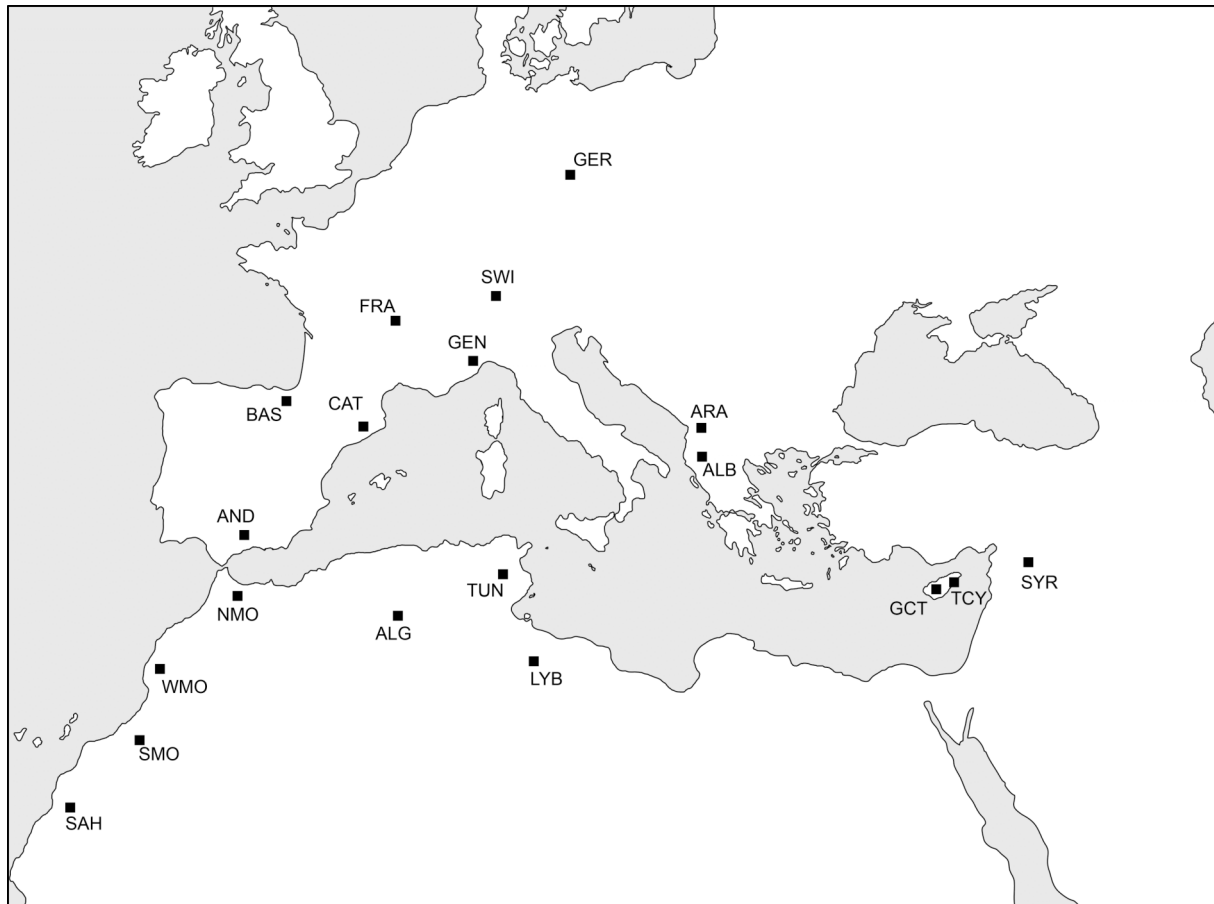 GER
SWI
FRA
GEN
BAS
CAT
ARA
ALB
AND
TUN
SYR
NMO
GCT
TCY
ALG
LYB
WMO
SMO
SAH